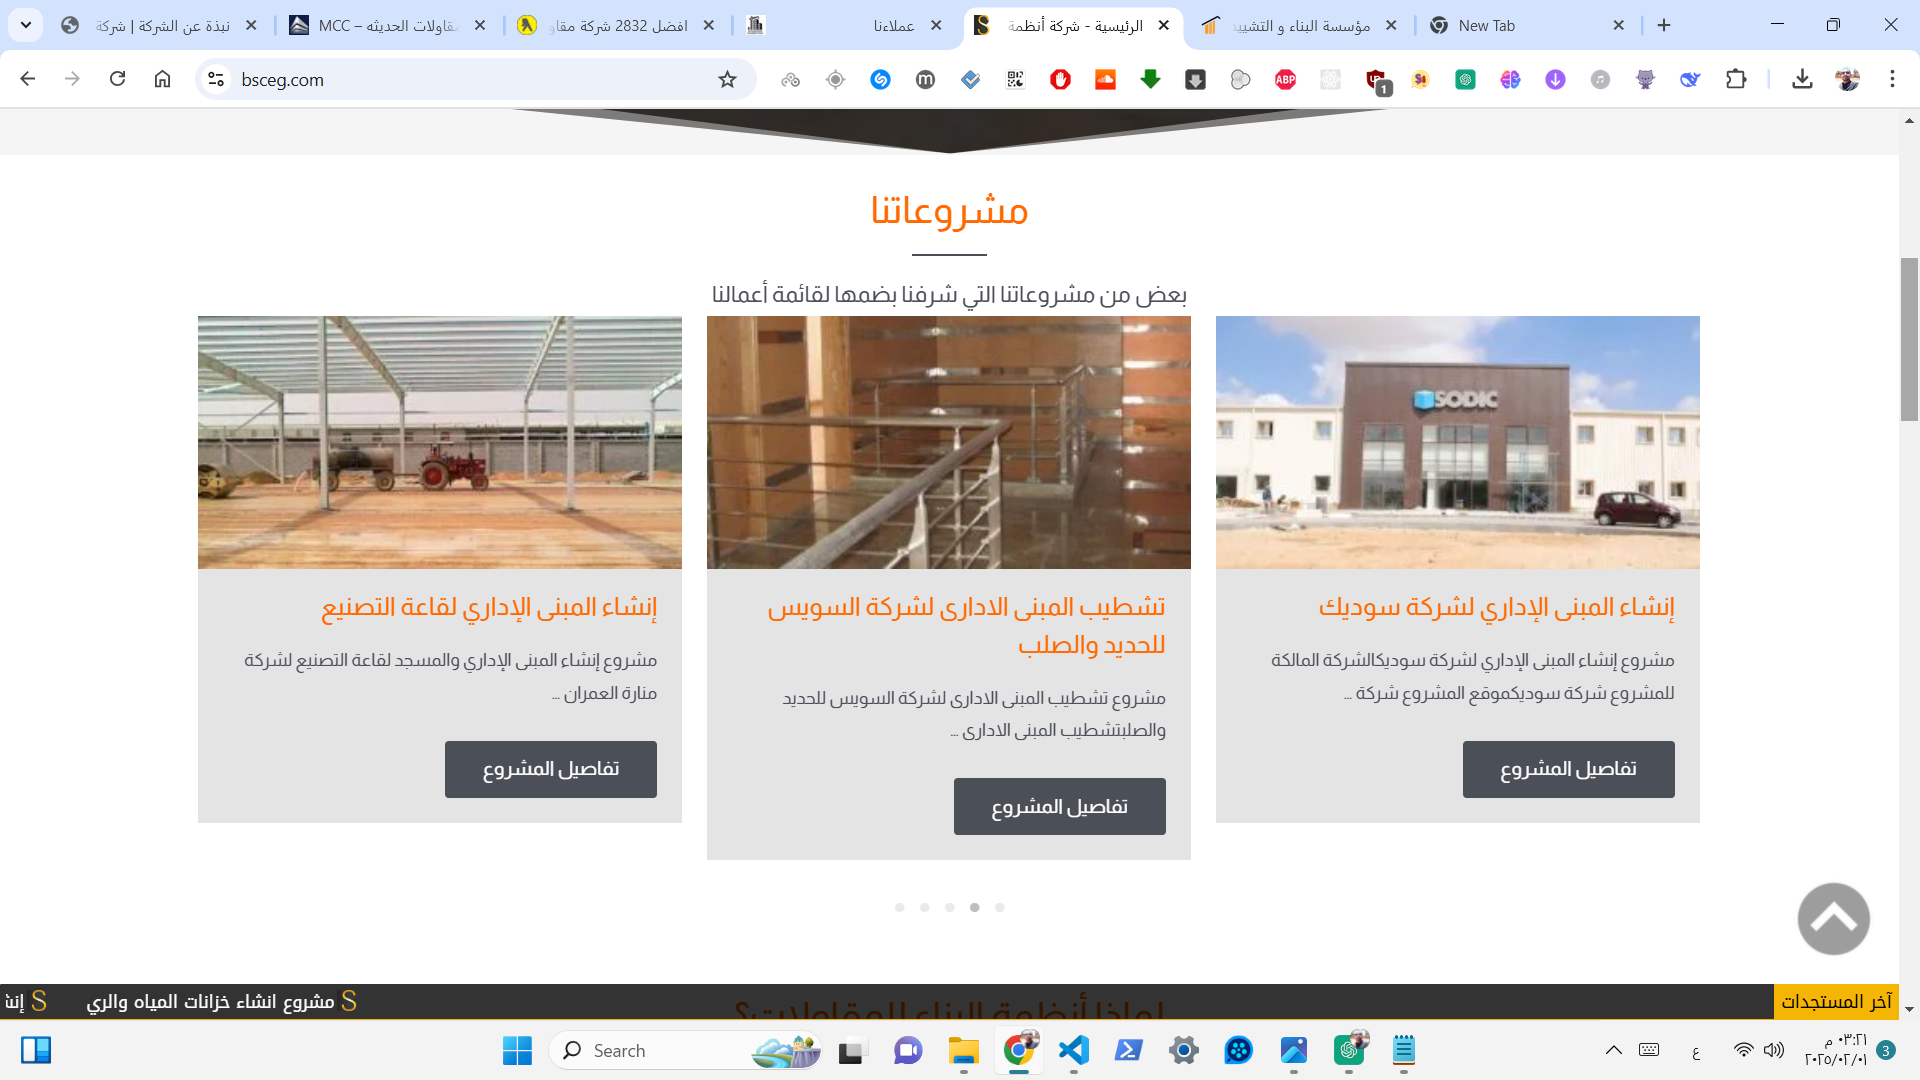 نبذة عن الشركة | شركة
MCC – مقاولات الحديثه
افضل 2832 شركة مقاو
عملاءنا
الرئيسية - شركة أنظمة
مؤسسة البناء و التشييد
New Tab
bsceg.com
ABP
1
مشروعاتنا
بعض من مشروعاتنا التي شرفنا بضمها لقائمة أعمالنا
SODIC
إنشاء المبنى الإداري لشركة سوديك
مشروع إنشاء المبنى الإداري لشركة سوديكالشركة المالكة
للمشروع شركة سوديكموقع المشروع شركة ...
تفاصيل المشروع
تشطيب المبنى الادارى لشركة السويس
للحديد والصلب
مشروع تشطيب المبنى الادارى لشركة السويس للحديد
والصلبتشطيب المبنى الادارى ...
تفاصيل المشروع
إنشاء المبنى الإداري لقاعة التصنيع
مشروع إنشاء المبنى الإداري والمسجد لقاعة التصنيع لشركة
منارة العمران ...
تفاصيل المشروع
لماذا أنظمة البناء للمقاولات؟
آخر المستجدات
مشروع انشاء خزانات المياه والري
إنش
Search
ع
٠٣:٢١ م
٢٠٢٥/٠٢/٠١
3